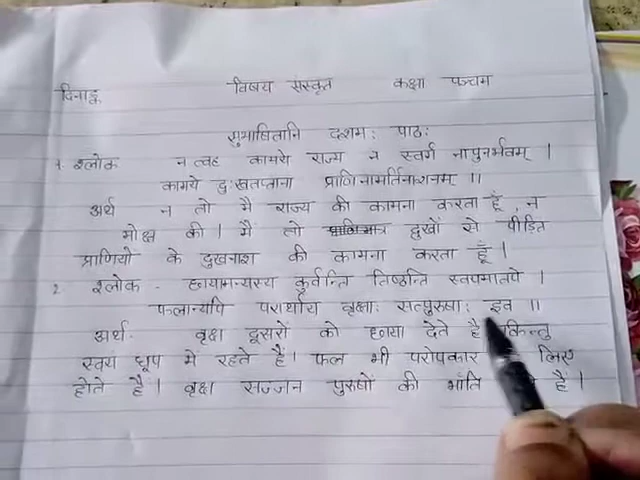 दिनाङ्क विषय संस्कृत कक्षा पञ्चम
सुभाषितानि दशमः पाठः
1. श्लोक न त्वह कामये राज्य न स्वर्ग नापुनर्भवम् ।
कामये दुःखतप्ताना प्राणिनामर्तिनाशनम् ॥
अर्थ न तो मै राज्य की कामना करता हूँ , न
मोक्ष की । मैं तो दुखों से पीड़ित
प्राणियो के दुखनाश की कामना करता हूँ ।
2 श्लोक - छायामन्यस्य कुर्वन्ति तिष्ठन्ति स्वयमातपे ।
फलान्यपि परार्थाय वृक्षाः सत्पुरुषाः इव ॥
अर्थ - वृक्ष दूसरों को छाया देते है किन्तु
स्वयं धूप में रहते है । फल भी परोपकार लिए
होते है । वृक्ष सज्जन पुरुषों की भाँति हैं ।